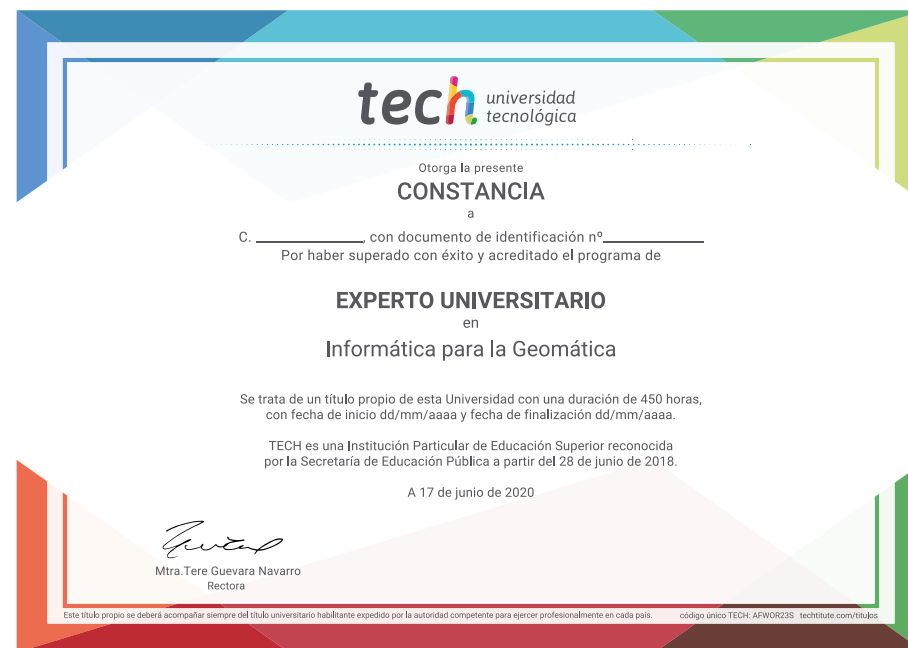 tech universidad
tecnológica
Otorga la presente
CONSTANCIA
a
C. ____________, con documento de identificación nº____________
Por haber superado con éxito y acreditado el programa de
EXPERTO UNIVERSITARIO
en
Informática para la Geomática
Se trata de un título propio de esta Universidad con una duración de 450 horas,
con fecha de inicio dd/mm/aaaa y fecha de finalización dd/mm/aaaa.
TECH es una Institución Particular de Educación Superior reconocida
por la Secretaría de Educación Pública a partir del 28 de junio de 2018.
A 17 de junio de 2020
Mtra.Tere Guevara Navarro
Rectora
Este título propio se deberá acompañar siempre del título universitario habilitante expedido por la autoridad competente para ejercer profesionalmente en cada país. código único TECH: AFWOR23S techtitute.com/titulos